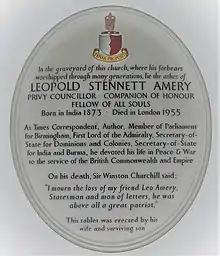 In the graveyard of this church, where his forbears
worshipped through many generations, lie the ashes of
LEOPOLD STENNETT AMERY
PRIVY COUNCILLOR · COMPANION OF HONOUR
FELLOW OF ALL SOULS
Born in India 1873 · Died in London 1955
As Times Correspondent, Author, Member of Parliament
for Birmingham, First Lord of the Admiralty, Secretary-of-
State for Dominions and Colonies, Secretary-of-State
for India and Burma, he devoted his life in Peace & War
to the service of the British Commonwealth and Empire
On his death, Sir Winston Churchill said:
"I mourn the loss of my friend Leo Amery,
Statesman and man of letters, he was
above all a great patriot."
This tablet was erected by his
wife and surviving son